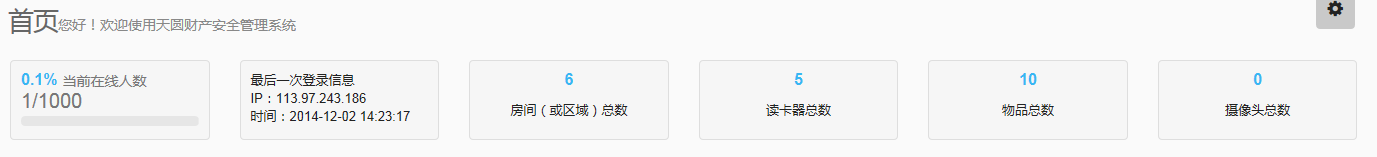 首页您好！欢迎使用天圆财产安全管理系统
0.1% 当前在线人数
1/1000
最后一次登录信息
IP：113.97.243.186
时间：2014-12-02 14:23:17
6
房间（或区域）总数
5
读卡器总数
10
物品总数
0
摄像头总数